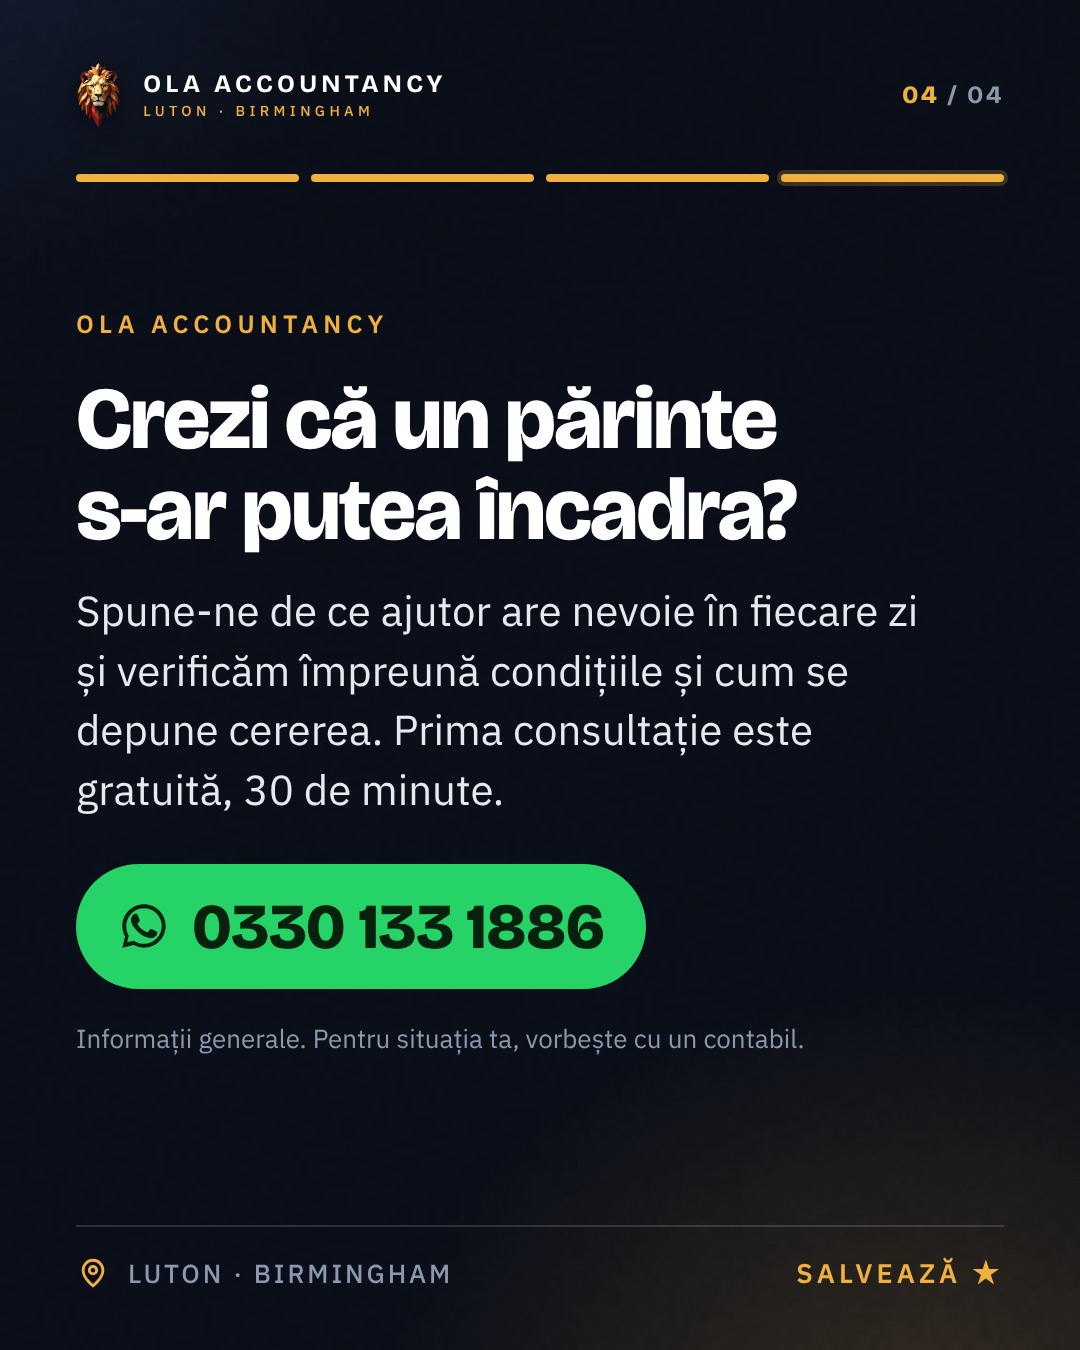 OLA ACCOUNTANCY
LUTON · BIRMINGHAM
04 / 04
OLA ACCOUNTANCY
Crezi că un părinte
s-ar putea încadra?
Spune-ne de ce ajutor are nevoie în fiecare zi
și verificăm împreună condițiile și cum se
depune cererea. Prima consultație este
gratuită, 30 de minute.
0330 133 1886
Informații generale. Pentru situația ta, vorbește cu un contabil.
LUTON · BIRMINGHAM
SALVEAZĂ ★